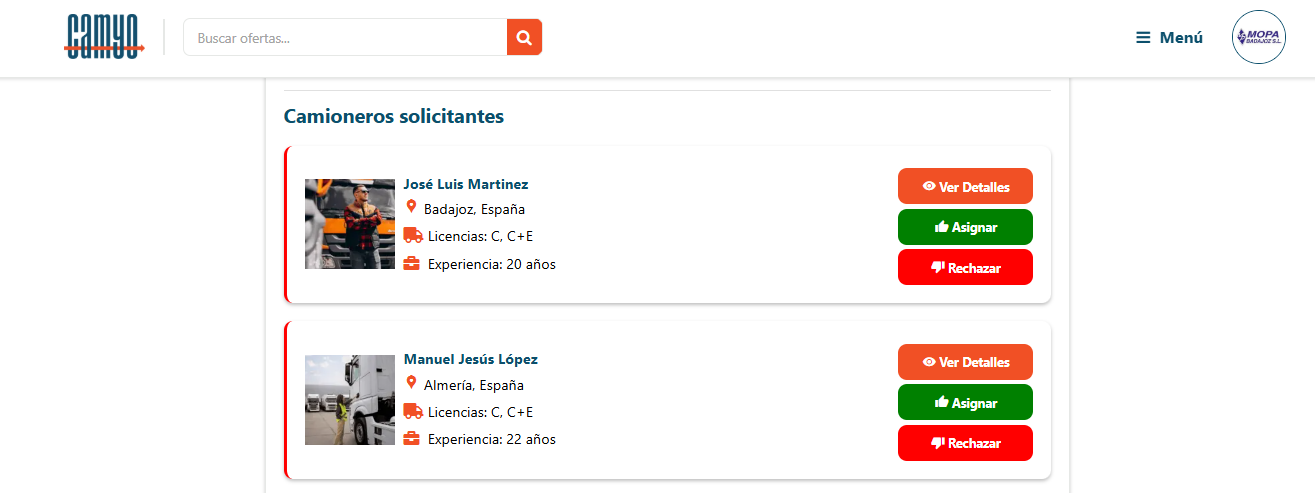 camyo
Buscar ofertas...
Menú
MOPA
BADAJOZ S.L.
Camioneros solicitantes
José Luis Martinez
Badajoz, España
Licencias: C, C+E
Experiencia: 20 años
Ver Detalles
Asignar
Rechazar
Manuel Jesús López
Almería, España
Licencias: C, C+E
Experiencia: 22 años
Ver Detalles
Asignar
Rechazar